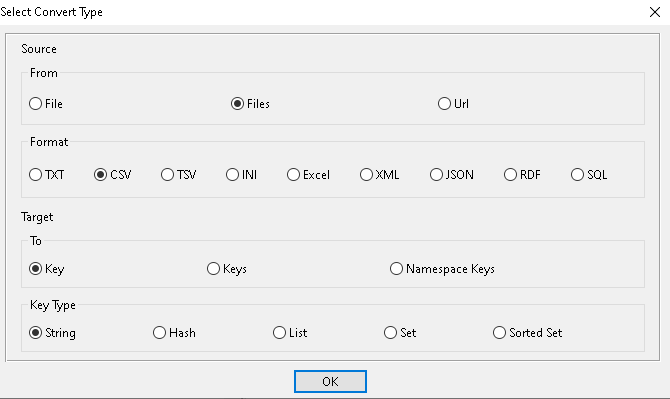 Select Convert Type
Source
From
File Files Url
Format
TXT CSV TSV INI Excel XML JSON RDF SQL
Target
To
Key Keys Namespace Keys
Key Type
String Hash List Set Sorted Set
OK